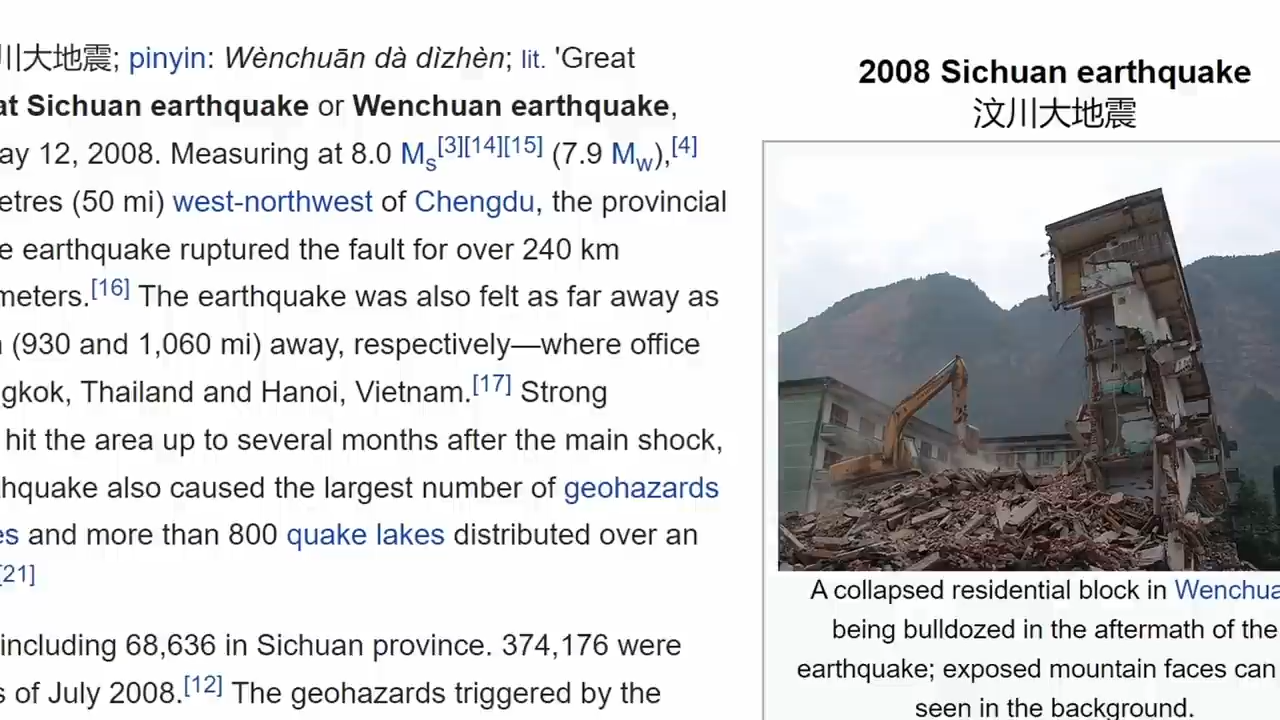 川大地震; pinyin: Wènchuān dà dìzhèn; lit. 'Great
at Sichuan earthquake or Wenchuan earthquake,
ay 12, 2008. Measuring at 8.0 Ms[3][14][15] (7.9 Mw),[4]
etres (50 mi) west-northwest of Chengdu, the provincial
e earthquake ruptured the fault for over 240 km
meters.[16] The earthquake was also felt as far away as
(930 and 1,060 mi) away, respectively—where office
gkok, Thailand and Hanoi, Vietnam.[17] Strong
hit the area up to several months after the main shock,
hquake also caused the largest number of geohazards
es and more than 800 quake lakes distributed over an
[21]
including 68,636 in Sichuan province. 374,176 were
s of July 2008.[12] The geohazards triggered by the
2008 Sichuan earthquake
汶川大地震
A collapsed residential block in Wenchua
being bulldozed in the aftermath of the
earthquake; exposed mountain faces can
seen in the background.